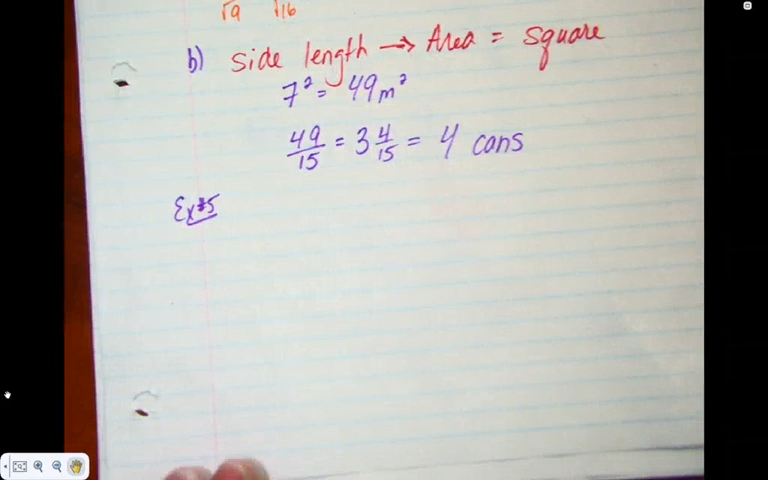 √9 √16
b) side length → Area = square
7² = 49m²
49/15 = 3 4/15 = 4 cans
Ex#5